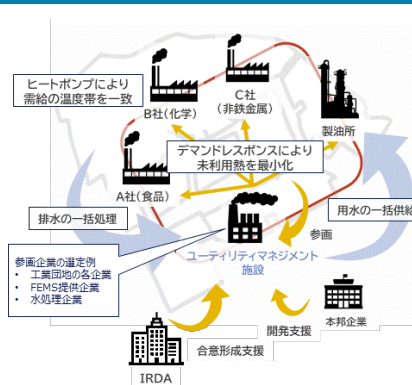 ヒートポンプにより
需給の温度帯を一致
B社(化学)
C社
(非鉄金属)
製油所
デマンドレスポンスにより
未利用熱を最小化
A社(食品)
排水の一括処理
用水の一括供給
参画
ユーティリティマネジメント
施設
参画企業の選定例
• 工業団地の各企業
• FEMS提供企業
• 水処理企業
本邦企業
開発支援
合意形成支援
IRDA